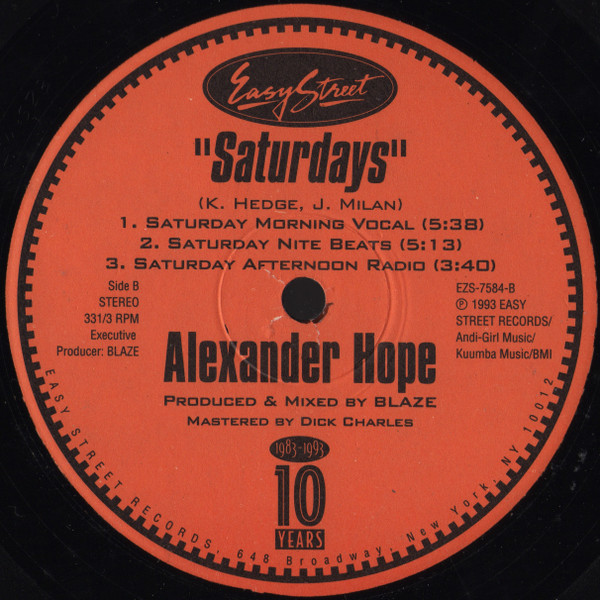 Easy Street
"Saturdays"
(K. Hedge, J. Milan)
1. Saturday Morning Vocal (5:38)
2. Saturday Nite Beats (5:13)
3. Saturday Afternoon Radio (3:40)
Side B
STEREO
331/3 RPM
Executive
Producer: BLAZE
EZS-7584-B
℗ 1993 EASY
STREET RECORDS/
Andi-Girl Music/
Kuumba Music/BMI
Alexander Hope
Produced & Mixed by BLAZE
Mastered by Dick Charles
1983-1993
10
YEARS
EASY STREET RECORDS, 648 Broadway, New York, NY 10012